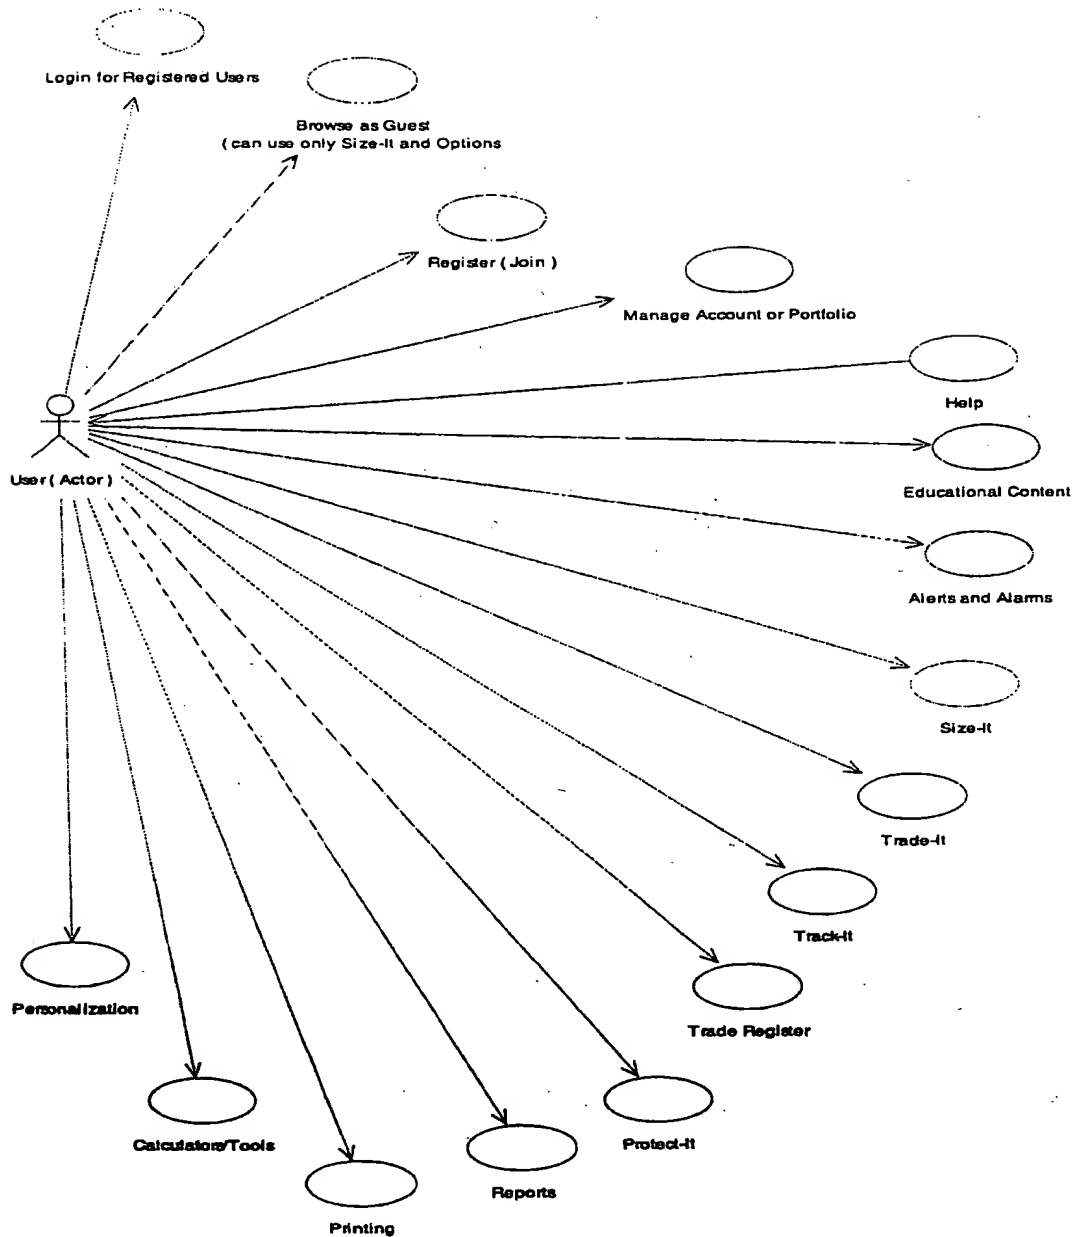 Login for Registered Users
Browse as Guest
( can use only Size-It and Options
Register ( Join )
Manage Account or Portfolio
Help
User ( Actor )
Educational Content
Alerts and Alarms
Size-It
Trade-It
Track-It
Personalization
Trade Register
Calculators/Tools
Protect-It
Reports
Printing